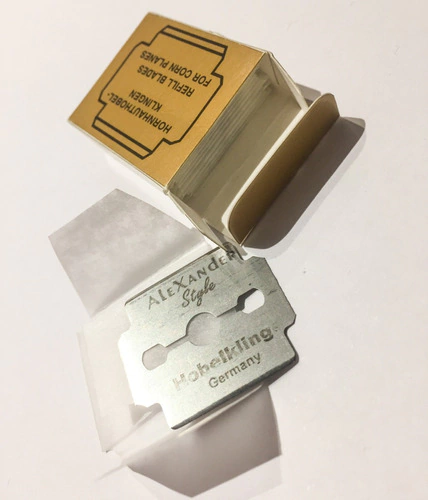 HORNHAUTHOBEL-
KLINGEN
REFILL BLADES
FOR CORN PLANES
ALEXANDER
Style
Hobelkling
Germany